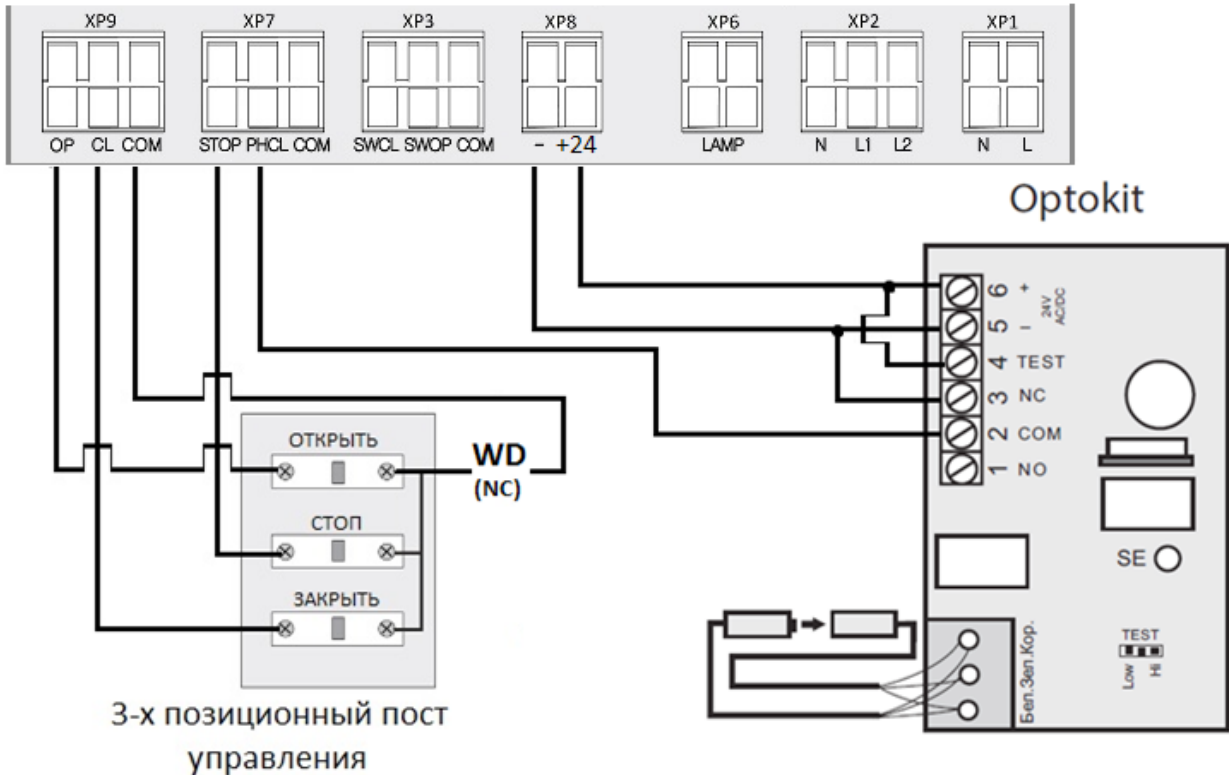 XP9 XP7 XP3 XP8 XP6 XP2 XP1
OP CL COM STOP PHCL COM SWCL SWOP COM - +24 LAMP N L1 L2 N L
Optokit
6 +
24V
AC/DC
5 -
4 TEST
3 NC
2 COM
1 NO
ОТКРЫТЬ
WD
(NC)
СТОП
ЗАКРЫТЬ
SE
TEST
Low Hi
Бел.Зел.Кор.
3-х позиционный пост
управления